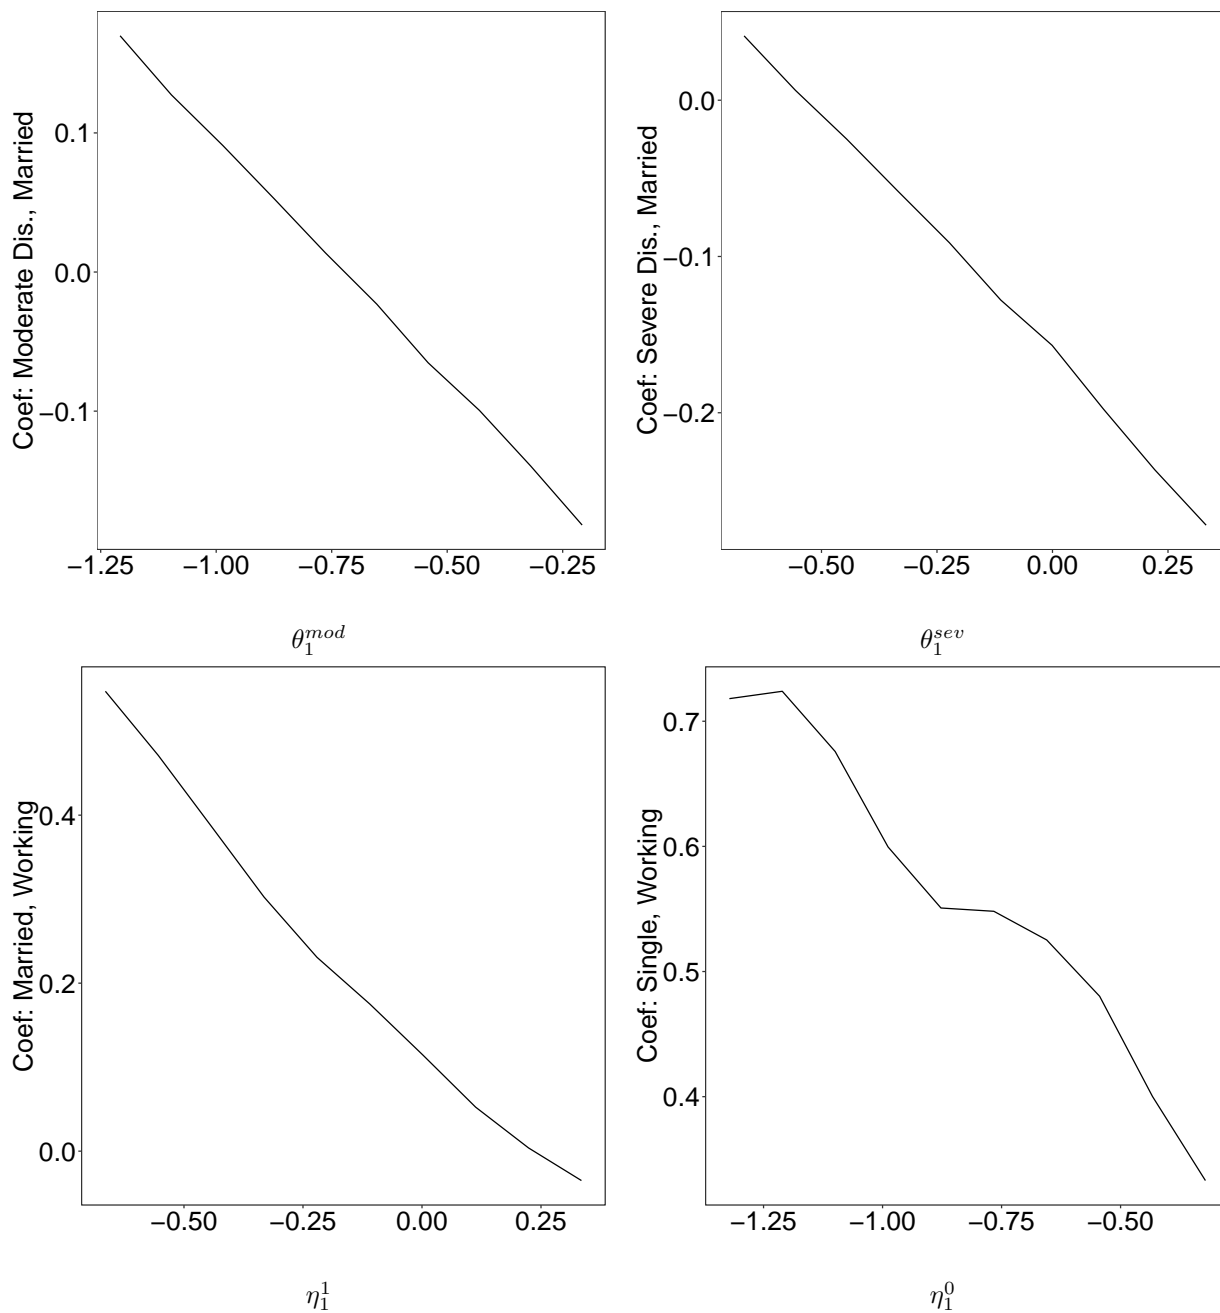 Coef: Moderate Dis., Married
0.1
0.0
−0.1
−1.25 −1.00 −0.75 −0.50 −0.25
θ₁ᵐᵒᵈ
Coef: Severe Dis., Married
0.0
−0.1
−0.2
−0.50 −0.25 0.00 0.25
θ₁ˢᵉᵛ
Coef: Married, Working
0.4
0.2
0.0
−0.50 −0.25 0.00 0.25
η₁¹
Coef: Single, Working
0.7
0.6
0.5
0.4
−1.25 −1.00 −0.75 −0.50
η₁⁰